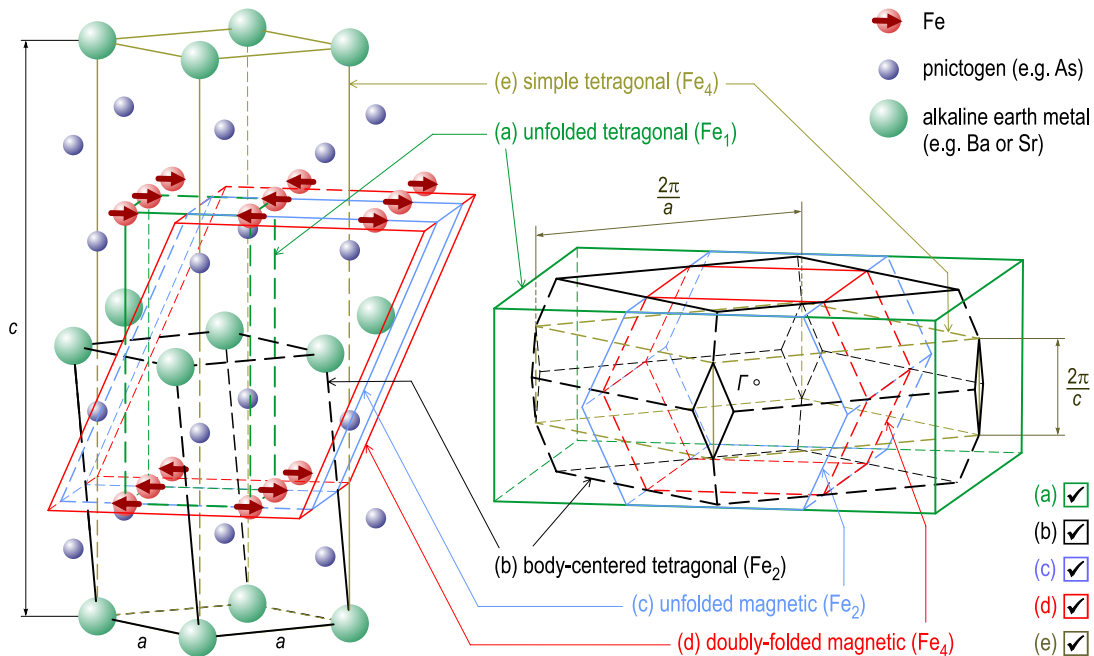 Fe
pnictogen (e.g. As)
alkaline earth metal
(e.g. Ba or Sr)
(e) simple tetragonal (Fe4)
(a) unfolded tetragonal (Fe1)
2π
a
c
Γ
2π
c
(b) body-centered tetragonal (Fe2)
(c) unfolded magnetic (Fe2)
(d) doubly-folded magnetic (Fe4)
a a
(a) ✔
(b) ✔
(c) ✔
(d) ✔
(e) ✔